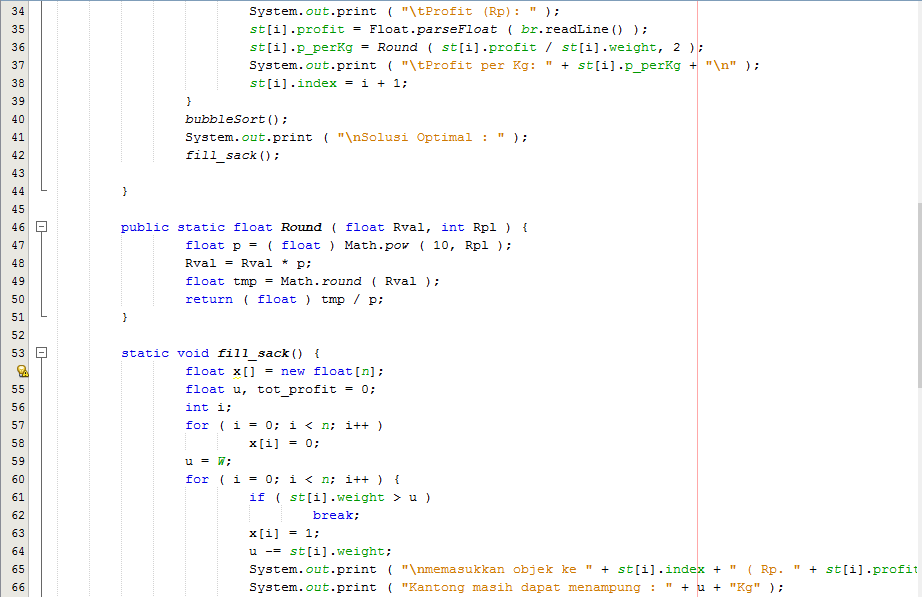 34 System.out.print ( "\tProfit (Rp): " );
35 st[i].profit = Float.parseFloat ( br.readLine() );
36 st[i].p_perKg = Round ( st[i].profit / st[i].weight, 2 );
37 System.out.print ( "\tProfit per Kg: " + st[i].p_perKg + "\n" );
38 st[i].index = i + 1;
39 }
40 bubbleSort();
41 System.out.print ( "\nSolusi Optimal : " );
42 fill_sack();
43
44 }
45
46 public static float Round ( float Rval, int Rpl ) {
47 float p = ( float ) Math.pow ( 10, Rpl );
48 Rval = Rval * p;
49 float tmp = Math.round ( Rval );
50 return ( float ) tmp / p;
51 }
52
53 static void fill_sack() {
float x[] = new float[n];
55 float u, tot_profit = 0;
56 int i;
57 for ( i = 0; i < n; i++ )
58 x[i] = 0;
59 u = W;
60 for ( i = 0; i < n; i++ ) {
61 if ( st[i].weight > u )
62 break;
63 x[i] = 1;
64 u -= st[i].weight;
65 System.out.print ( "\nmemasukkan objek ke " + st[i].index + " ( Rp. " + st[i].profit
66 System.out.print ( "Kantong masih dapat menampung : " + u + "Kg" );